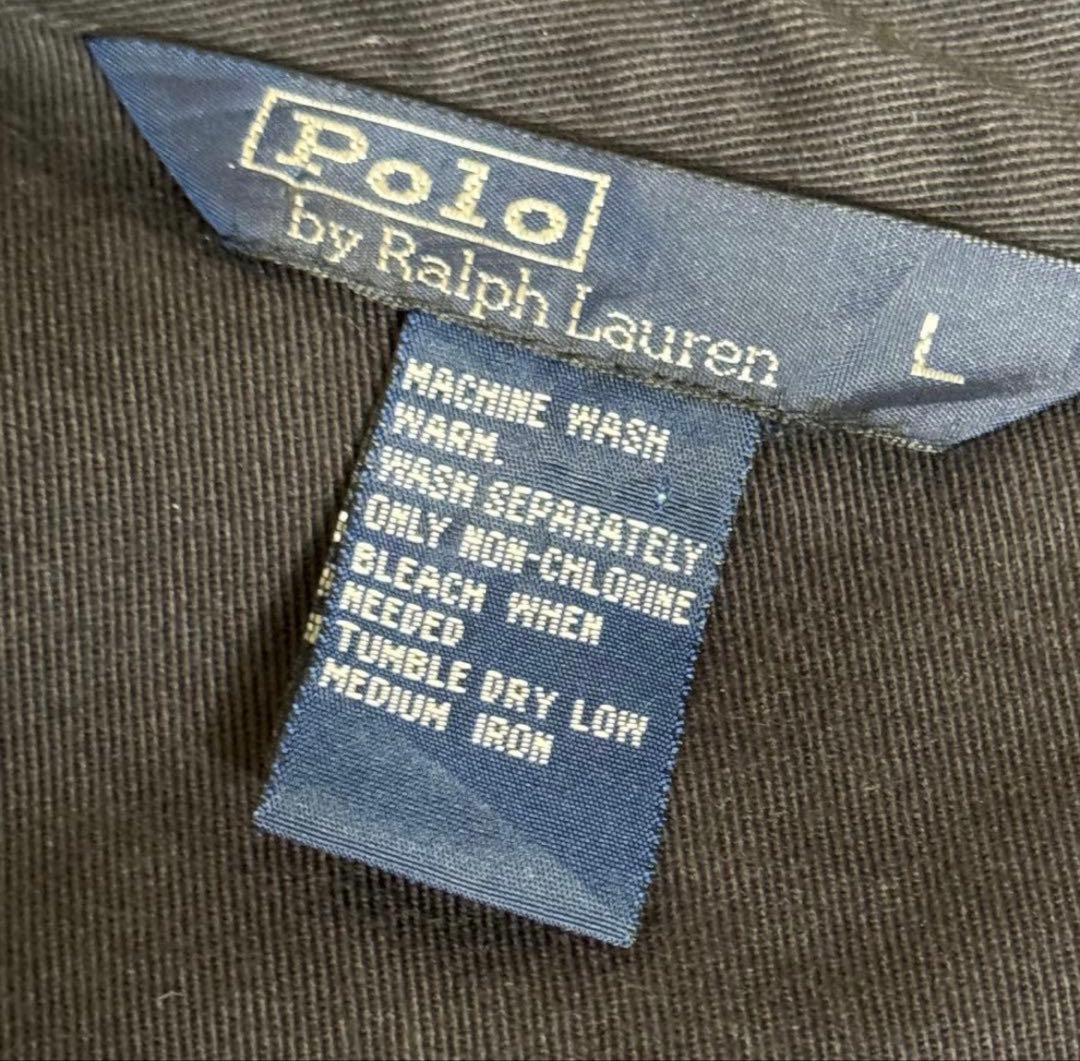 Polo
by Ralph Lauren
L
MACHINE WASH
WARM.
WASH SEPARATELY
ONLY NON-CHLORINE
BLEACH WHEN
NEEDED
TUMBLE DRY LOW
MEDIUM IRON